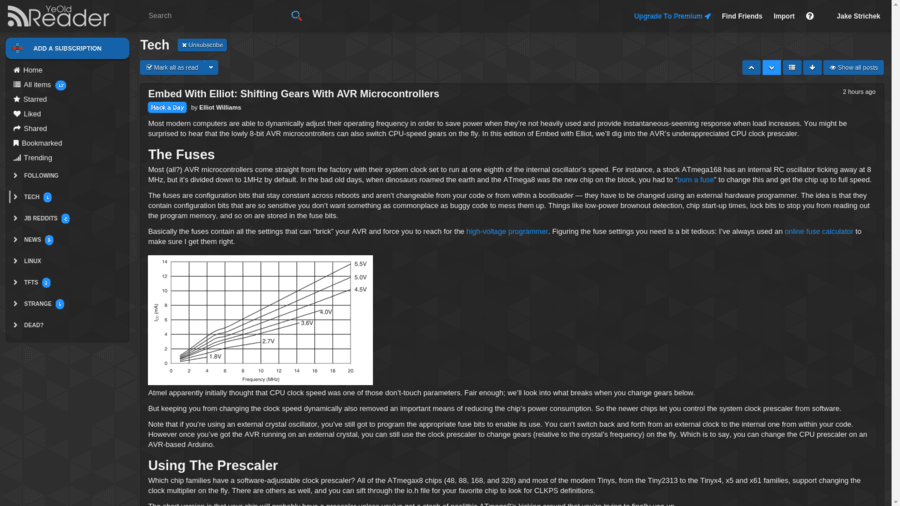 YeOld
Reader
Search
Upgrade To Premium
Find Friends
Import
Jake Strichek
ADD A SUBSCRIPTION
Home
All items
Starred
Liked
Shared
Bookmarked
Trending
FOLLOWING
TECH 1
JB REDDITS 2
NEWS 5
LINUX
TFTS
STRANGE
DEAD?
Tech
Unsubscribe
Mark all as read
Show all posts
Embed With Elliot: Shifting Gears With AVR Microcontrollers
2 hours ago
Hack a Day by Elliot Williams
Most modern computers are able to dynamically adjust their operating frequency in order to save power when they're not heavily used and provide instantaneous-seeming response when load increases. You might be
surprised to hear that the lowly 8-bit AVR microcontrollers can also switch CPU-speed gears on the fly. In this edition of Embed with Elliot, we'll dig into the AVR's underappreciated CPU clock prescaler.
The Fuses
Most (all?) AVR microcontrollers come straight from the factory with their system clock set to run at one eighth of the internal oscillator's speed. For instance, a stock ATmega168 has an internal RC oscillator ticking away at 8
MHz, but it's divided down to 1MHz by default. In the bad old days, when dinosaurs roamed the earth and the ATmega8 was the new chip on the block, you had to "burn a fuse" to change this and get the chip up to full speed.
The fuses are configuration bits that stay constant across reboots and aren't changeable from your code or from within a bootloader — they have to be changed using an external hardware programmer. The idea is that they
contain configuration bits that are so sensitive you don't want something as commonplace as buggy code to mess them up. Things like low-power brownout detection, chip start-up times, lock bits to stop you from reading out
the program memory, and so on are stored in the fuse bits.
Basically the fuses contain all the settings that can "brick" your AVR and force you to reach for the high-voltage programmer. Figuring the fuse settings you need is a bit tedious: I've always used an online fuse calculator to
make sure I get them right.
14
12
10
8
6
4
2
0
ICC (mA)
5.5V
5.0V
4.5V
4.0V
3.6V
2.7V
1.8V
0 2 4 6 8 10 12 14 16 18 20
Frequency (MHz)
Atmel apparently initially thought that CPU clock speed was one of those don't-touch parameters. Fair enough; we'll look into what breaks when you change gears below.
But keeping you from changing the clock speed dynamically also removed an important means of reducing the chip's power consumption. So the newer chips let you control the system clock prescaler from software.
Note that if you're using an external crystal oscillator, you've still got to program the appropriate fuse bits to enable its use. You can't switch back and forth from an external clock to the internal one from within your code.
However once you've got the AVR running on an external crystal, you can still use the clock prescaler to change gears (relative to the crystal's frequency) on the fly. Which is to say, you can change the CPU prescaler on an
AVR-based Arduino.
Using The Prescaler
Which chip families have a software-adjustable clock prescaler? All of the ATmegax8 chips (48, 88, 168, and 328) and most of the modern Tinys, from the Tiny2313 to the Tinyx4, x5 and x61 families, support changing the
clock multiplier on the fly. There are others as well, and you can sift through the io.h file for your favorite chip to look for CLKPS definitions.